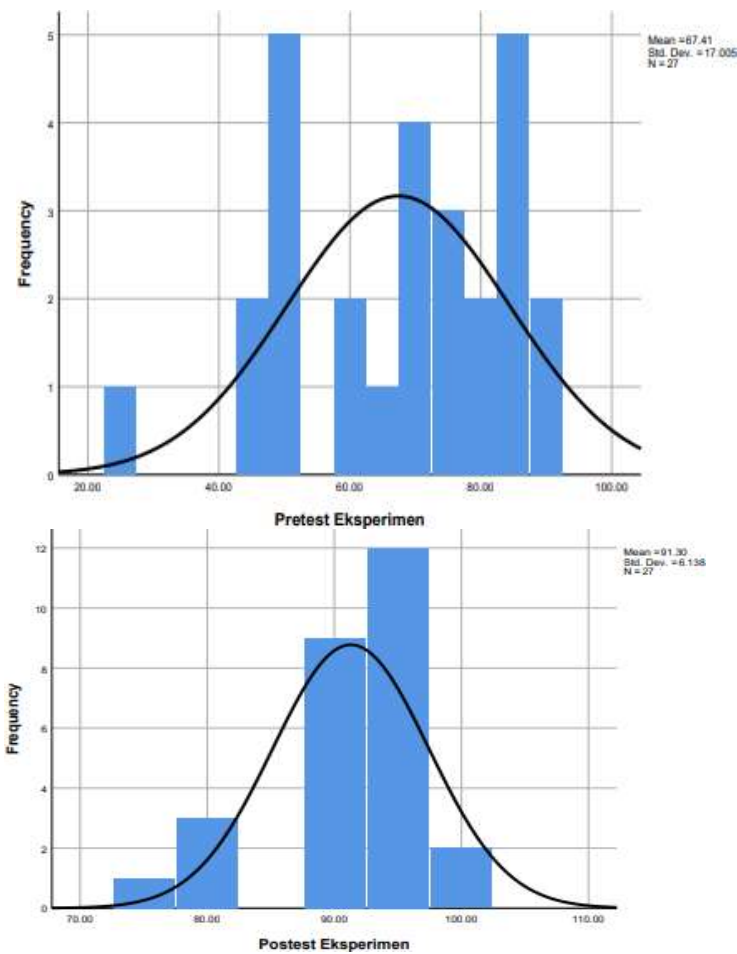 Mean =67.41
Std. Dev. =17.005
N = 27
5
4
3
2
1
0
Frequency
20.00 40.00 60.00 80.00 100.00
Pretest Eksperimen
Mean =91.30
Std. Dev. =6.138
N = 27
12
10
8
6
4
2
0
Frequency
70.00 80.00 90.00 100.00 110.00
Postest Eksperimen